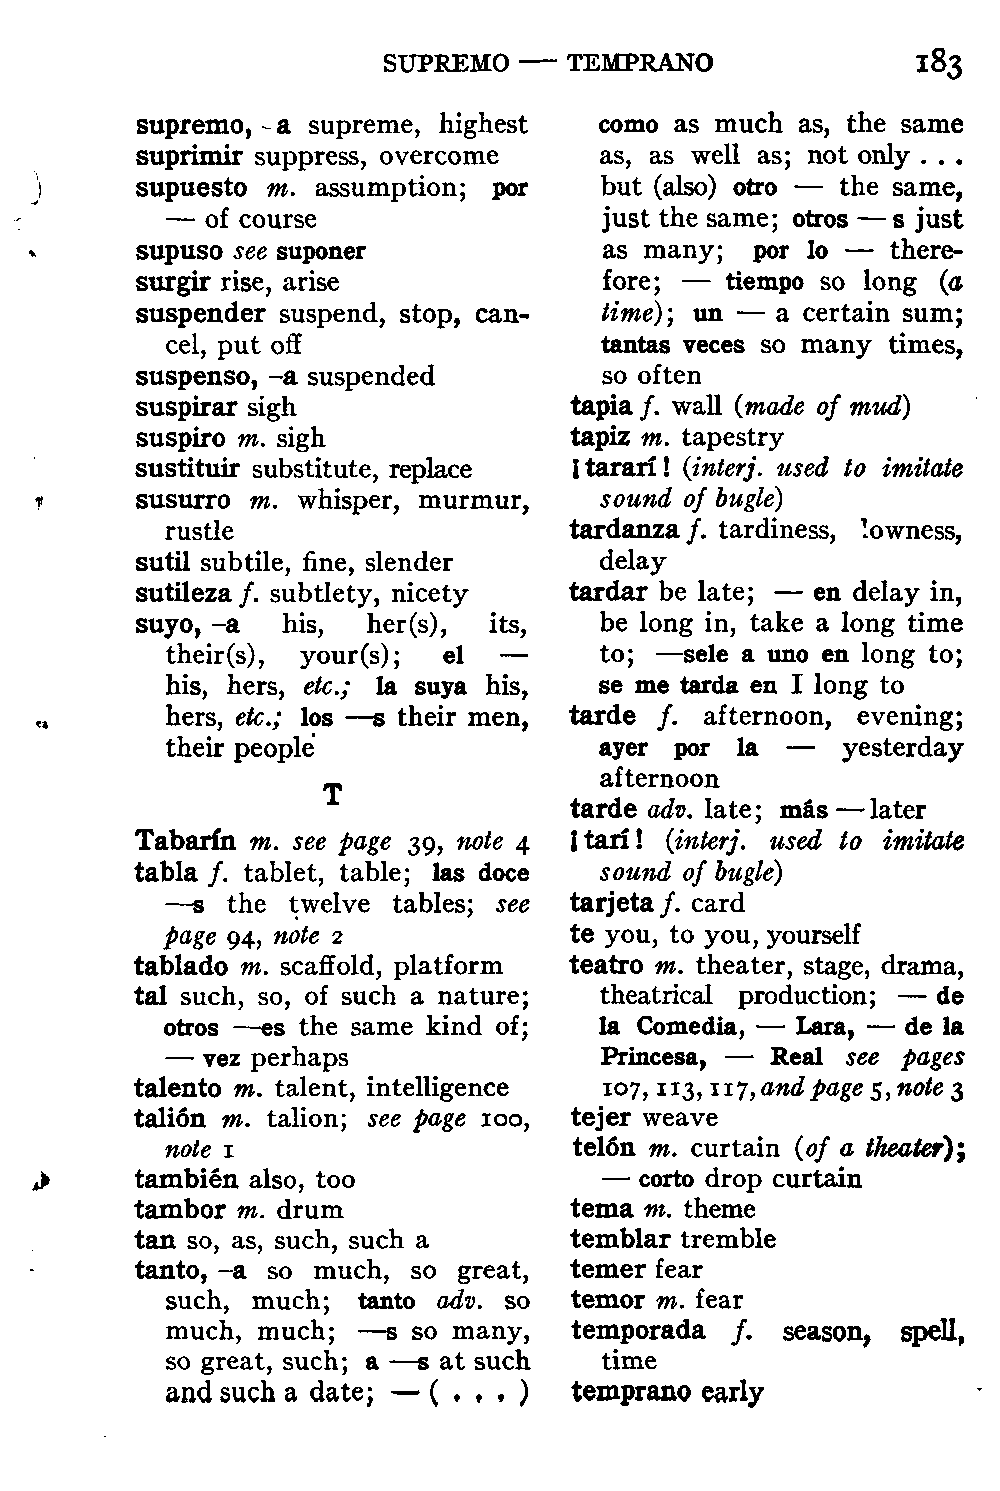 SUPREMO — TEMPRANO 183
supremo, -a supreme, highest
suprimir suppress, overcome
supuesto m. assumption; por
— of course
supuso see suponer
surgir rise, arise
suspender suspend, stop, can-
cel, put off
suspenso, -a suspended
suspirar sigh
suspiro m. sigh
sustituir substitute, replace
susurro m. whisper, murmur,
rustle
sutil subtile, fine, slender
sutileza f. subtlety, nicety
suyo, -a his, her(s), its,
their(s), your(s); el —
his, hers, etc.; la suya his,
hers, etc.; los —s their men,
their people
T
Tabarín m. see page 39, note 4
tabla f. tablet, table; las doce
—s the twelve tables; see
page 94, note 2
tablado m. scaffold, platform
tal such, so, of such a nature;
otros —es the same kind of;
— vez perhaps
talento m. talent, intelligence
talión m. talion; see page 100,
note 1
también also, too
tambor m. drum
tan so, as, such, such a
tanto, -a so much, so great,
such, much; tanto adv. so
much, much; —s so many,
so great, such; a —s at such
and such a date; — ( . . . )
como as much as, the same
as, as well as; not only . . .
but (also) otro — the same,
just the same; otros — s just
as many; por lo — there-
fore; — tiempo so long (a
time); un — a certain sum;
tantas veces so many times,
so often
tapia f. wall (made of mud)
tapiz m. tapestry
¡tararí! (interj. used to imitate
sound of bugle)
tardanza f. tardiness, lowness,
delay
tardar be late; — en delay in,
be long in, take a long time
to; —sele a uno en long to;
se me tarda en I long to
tarde f. afternoon, evening;
ayer por la — yesterday
afternoon
tarde adv. late; más — later
¡tarí! (interj. used to imitate
sound of bugle)
tarjeta f. card
te you, to you, yourself
teatro m. theater, stage, drama,
theatrical production; — de
la Comedia, — Lara, — de la
Princesa, — Real see pages
107, 113, 117, and page 5, note 3
tejer weave
telón m. curtain (of a theater);
— corto drop curtain
tema m. theme
temblar tremble
temer fear
temor m. fear
temporada f. season, spell,
time
temprano early